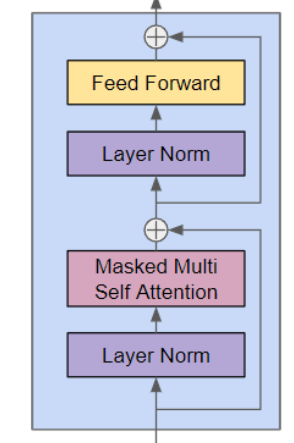 Feed Forward
Layer Norm
Masked Multi
Self Attention
Layer Norm